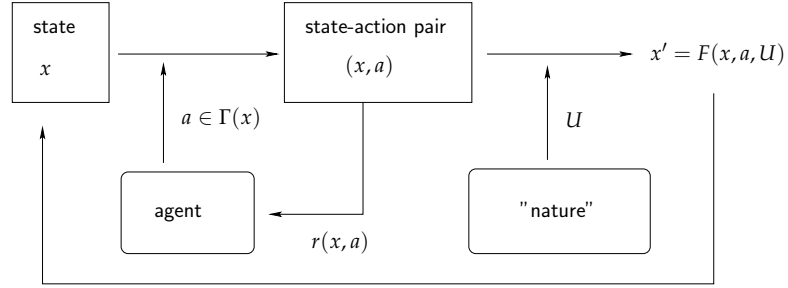 state
x
state-action pair
(x, a)
x′ = F(x, a, U)
a ∈ Γ(x)
U
agent
r(x, a)
"nature"